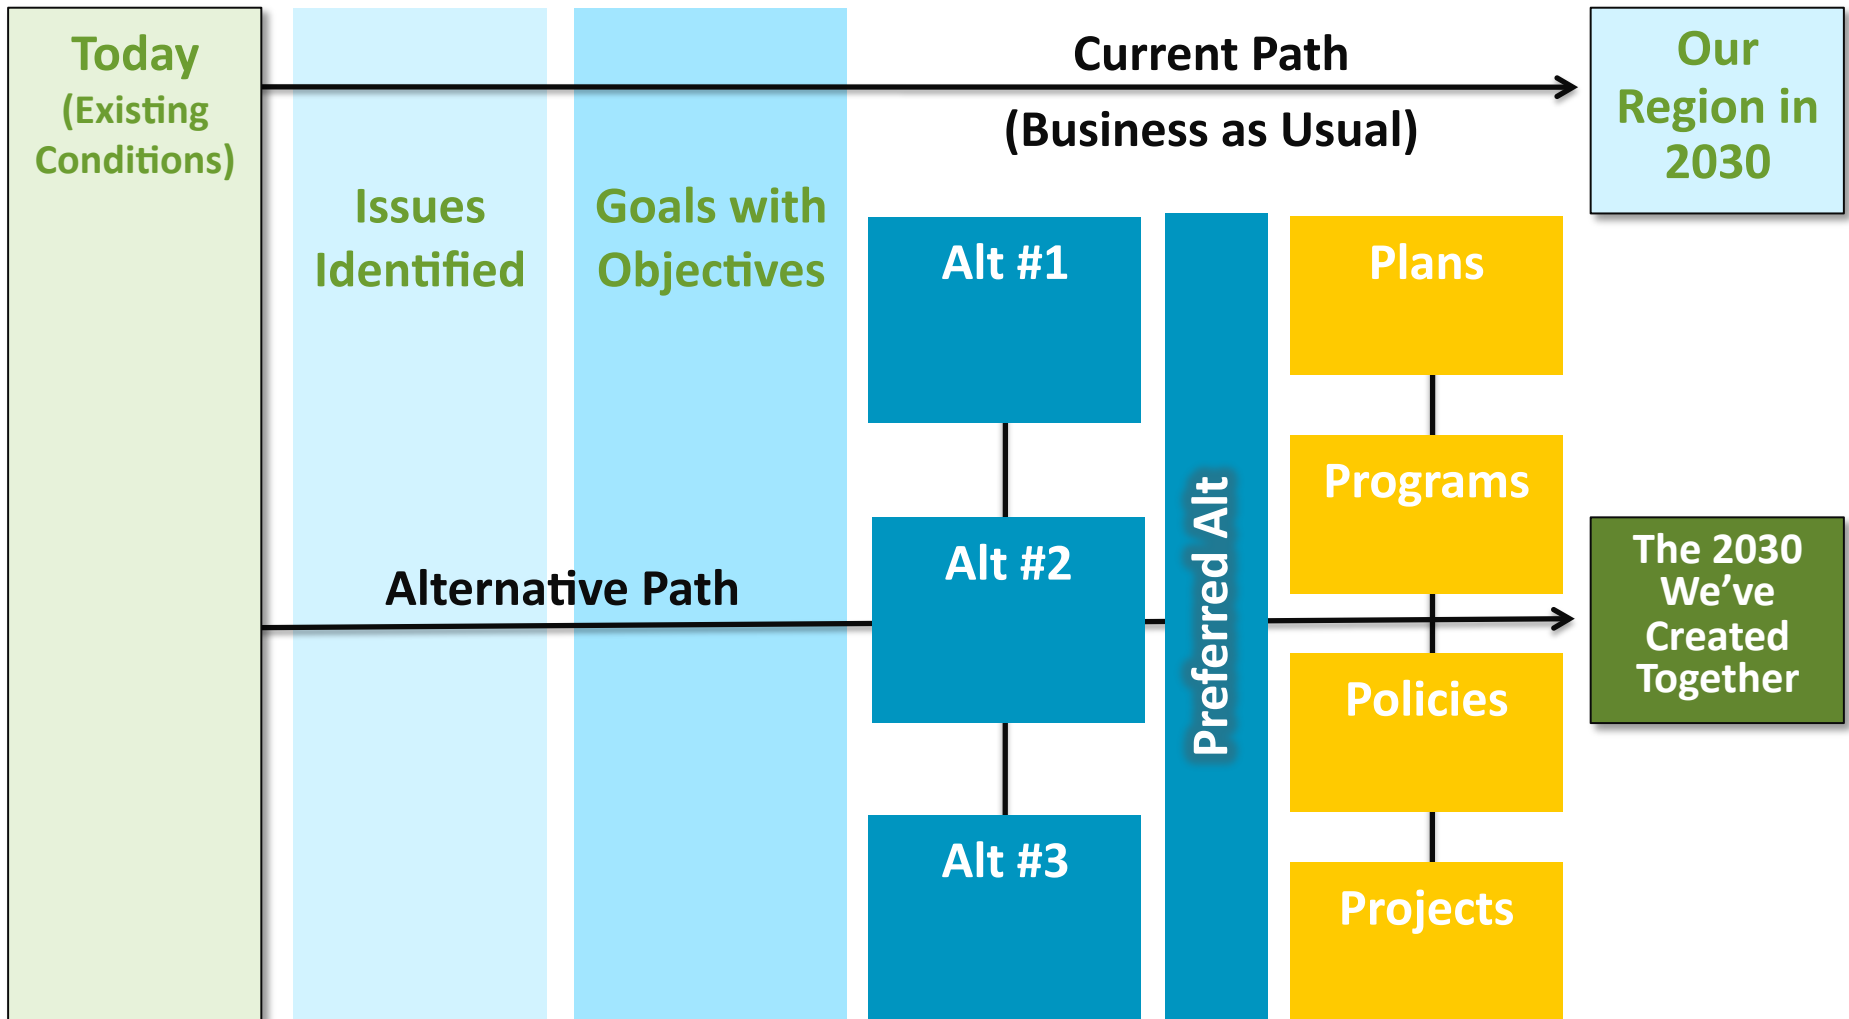 Today
(Existing
Conditions)
Issues
Identified
Goals with
Objectives
Current Path
(Business as Usual)
Our
Region in
2030
Alternative Path
Alt #1
Alt #2
Alt #3
Preferred Alt
Plans
Programs
Policies
Projects
The 2030
We’ve
Created
Together